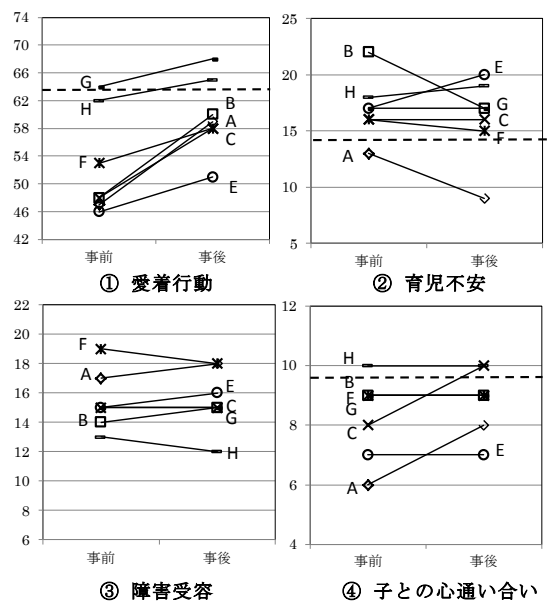 74
70
66
62
58
54
50
46
42
G
H
F
B
A
C
E
事前
事後
① 愛着行動
25
20
15
10
5
B
H
A
E
G
C
F
事前
事後
② 育児不安
22
20
18
16
14
12
10
8
6
F
A
B
E
C
G
H
事前
事後
③ 障害受容
12
10
8
6
4
H
B
F
G
C
A
E
事前
事後
④ 子との心通い合い